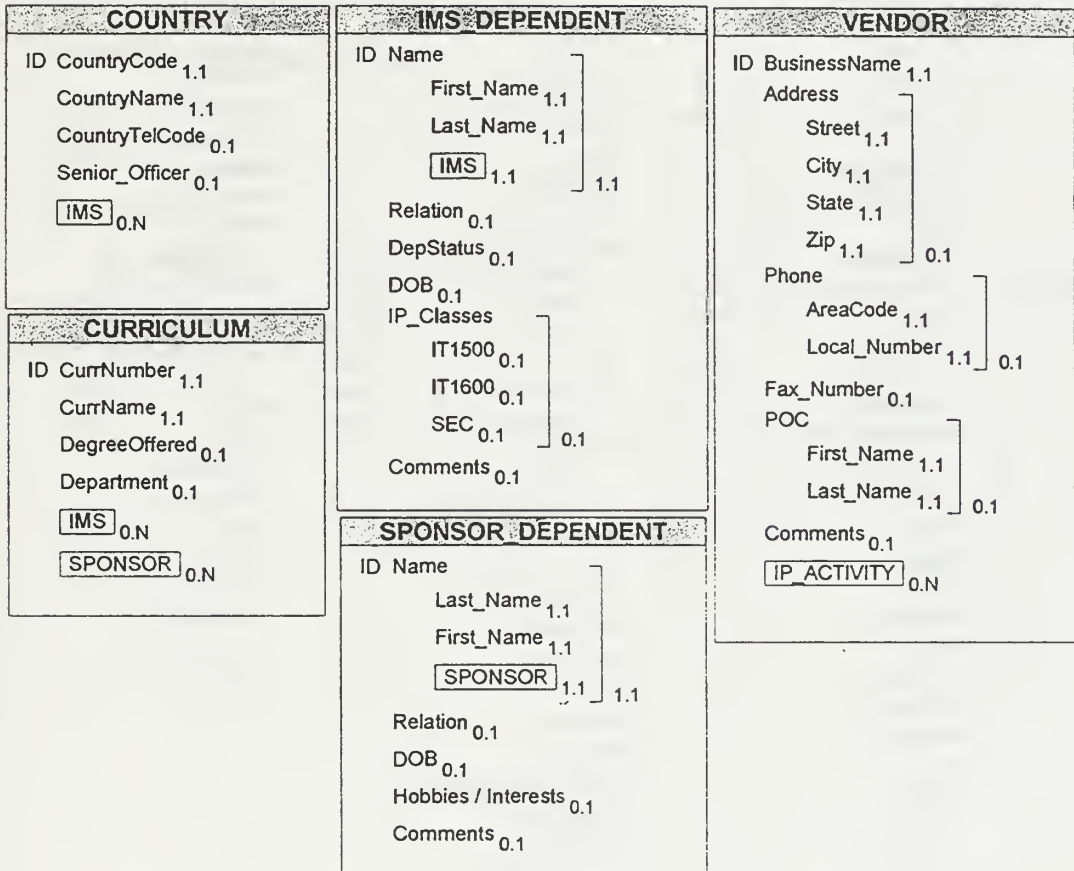 COUNTRY
ID CountryCode 1.1
CountryName 1.1
CountryTelCode 0.1
Senior_Officer 0.1
IMS 0.N
CURRICULUM
ID CurrNumber 1.1
CurrName 1.1
DegreeOffered 0.1
Department 0.1
IMS 0.N
SPONSOR 0.N
IMS_DEPENDENT
ID Name
First_Name 1.1
Last_Name 1.1
IMS 1.1
1.1
Relation 0.1
DepStatus 0.1
DOB 0.1
IP_Classes
IT1500 0.1
IT1600 0.1
SEC 0.1
0.1
Comments 0.1
SPONSOR_DEPENDENT
ID Name
Last_Name 1.1
First_Name 1.1
SPONSOR 1.1
1.1
Relation 0.1
DOB 0.1
Hobbies / Interests 0.1
Comments 0.1
VENDOR
ID BusinessName 1.1
Address
Street 1.1
City 1.1
State 1.1
Zip 1.1
0.1
Phone
AreaCode 1.1
Local_Number 1.1
0.1
Fax_Number 0.1
POC
First_Name 1.1
Last_Name 1.1
0.1
Comments 0.1
IP_ACTIVITY 0.N